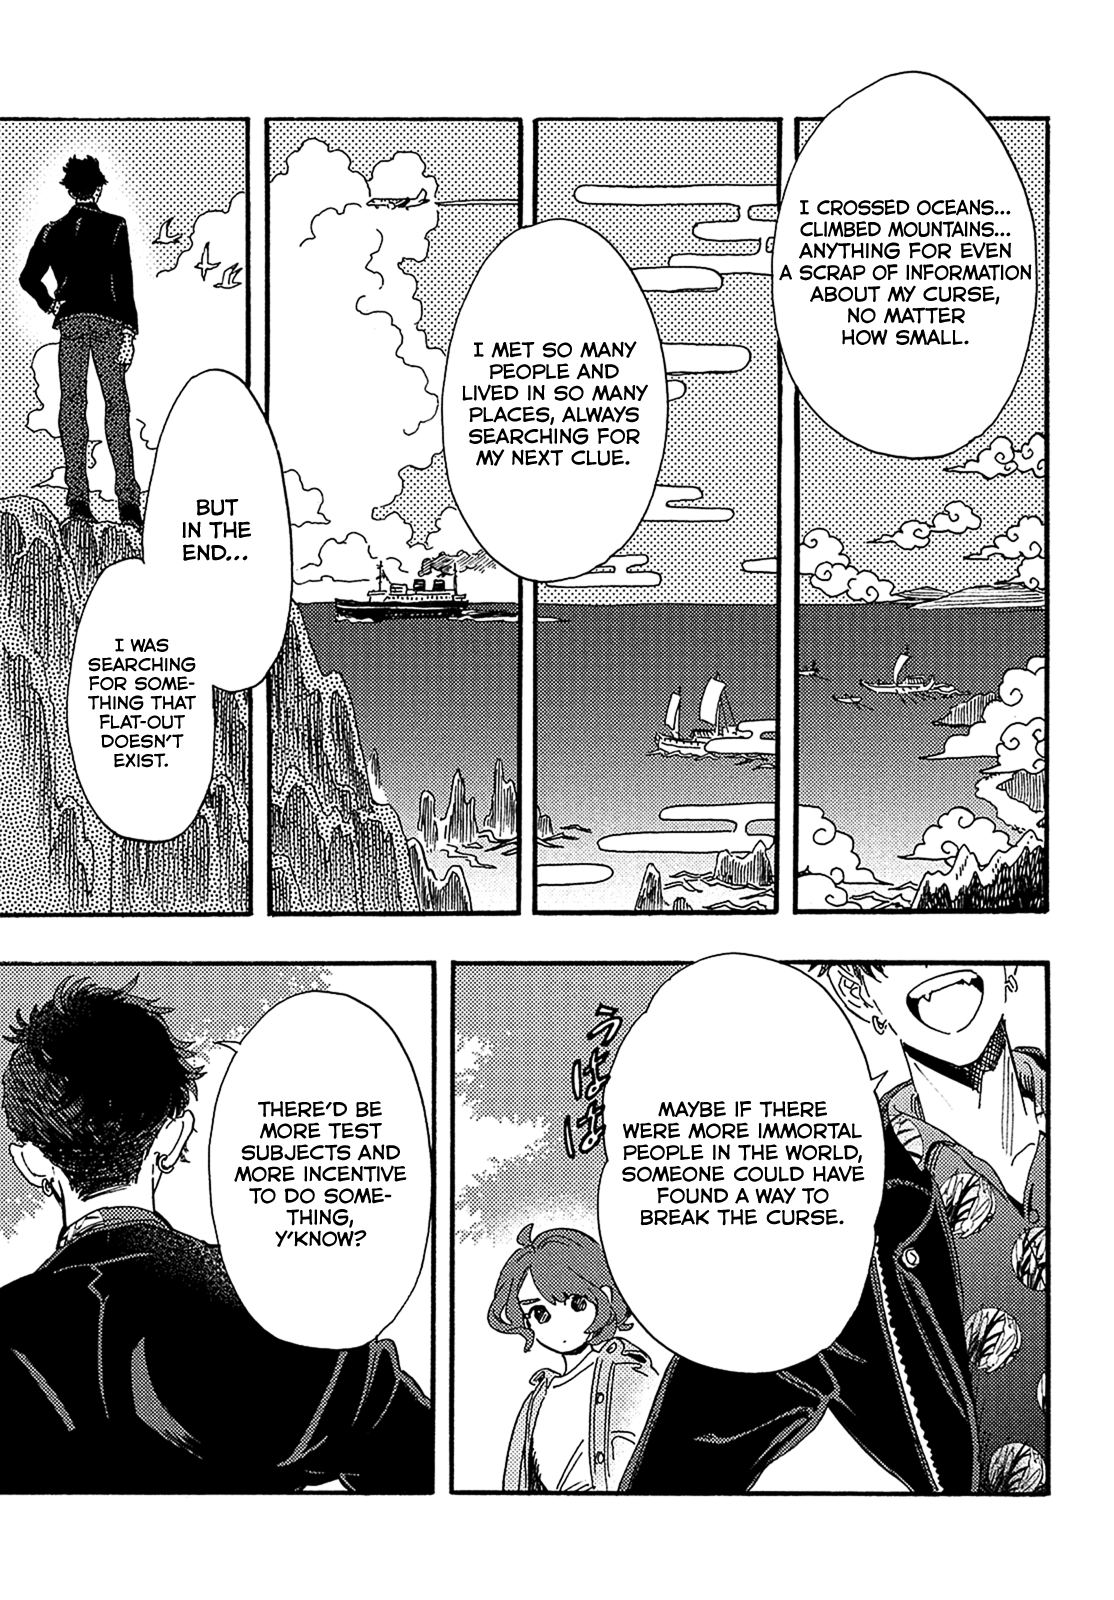 I CROSSED OCEANS...
CLIMBED MOUNTAINS...
ANYTHING FOR EVEN
A SCRAP OF INFORMATION
ABOUT MY CURSE,
NO MATTER
HOW SMALL.
I MET SO MANY
PEOPLE AND
LIVED IN SO MANY
PLACES, ALWAYS
SEARCHING FOR
MY NEXT CLUE.
BUT
IN THE
END...
I WAS
SEARCHING
FOR SOME-
THING THAT
FLAT-OUT
DOESN'T
EXIST.
MAYBE IF THERE
WERE MORE IMMORTAL
PEOPLE IN THE WORLD,
SOMEONE COULD HAVE
FOUND A WAY TO
BREAK THE CURSE.
うははは
THERE'D BE
MORE TEST
SUBJECTS AND
MORE INCENTIVE
TO DO SOME-
THING,
Y'KNOW?